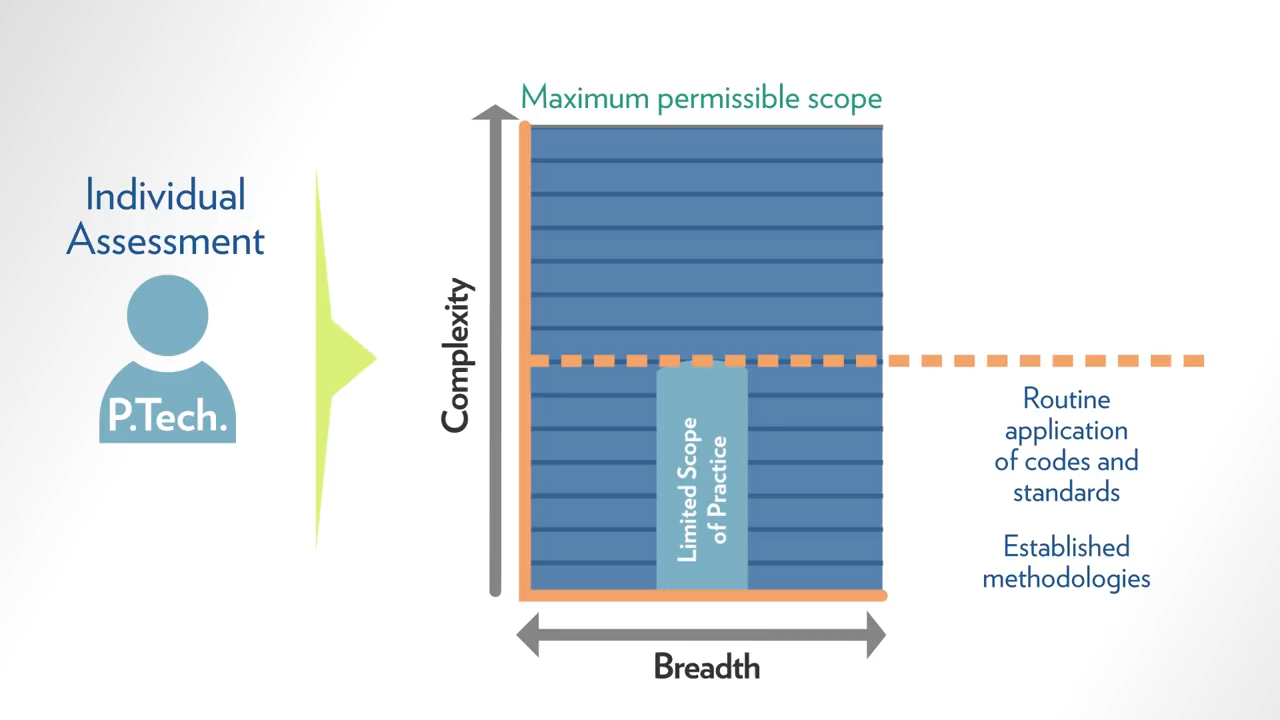 Individual
Assessment
P.Tech.
Maximum permissible scope
Complexity
Limited Scope
of Practice
Breadth
Routine
application
of codes and
standards
Established
methodologies